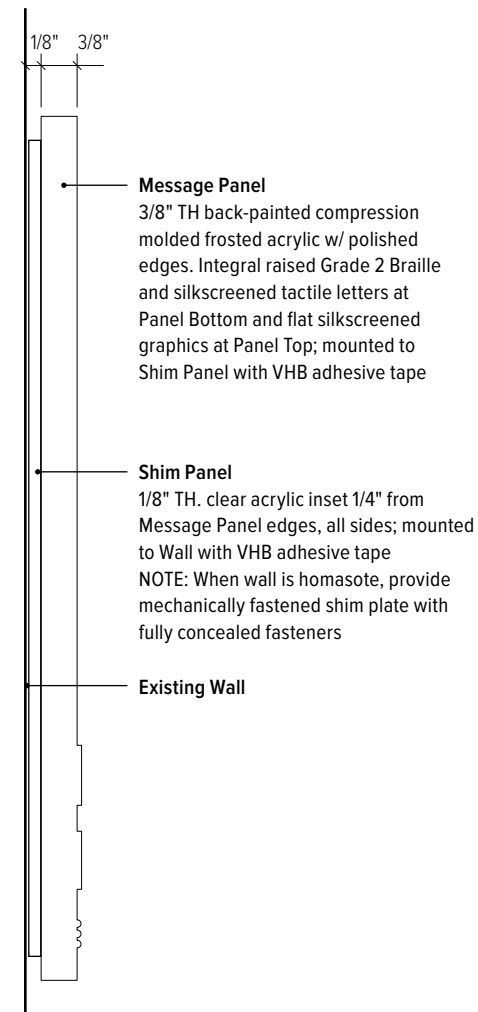 1/8" 3/8"
Message Panel
3/8" TH back-painted compression
molded frosted acrylic w/ polished
edges. Integral raised Grade 2 Braille
and silkscreened tactile letters at
Panel Bottom and flat silkscreened
graphics at Panel Top; mounted to
Shim Panel with VHB adhesive tape
Shim Panel
1/8" TH. clear acrylic inset 1/4" from
Message Panel edges, all sides; mounted
to Wall with VHB adhesive tape
NOTE: When wall is homasote, provide
mechanically fastened shim plate with
fully concealed fasteners
Existing Wall